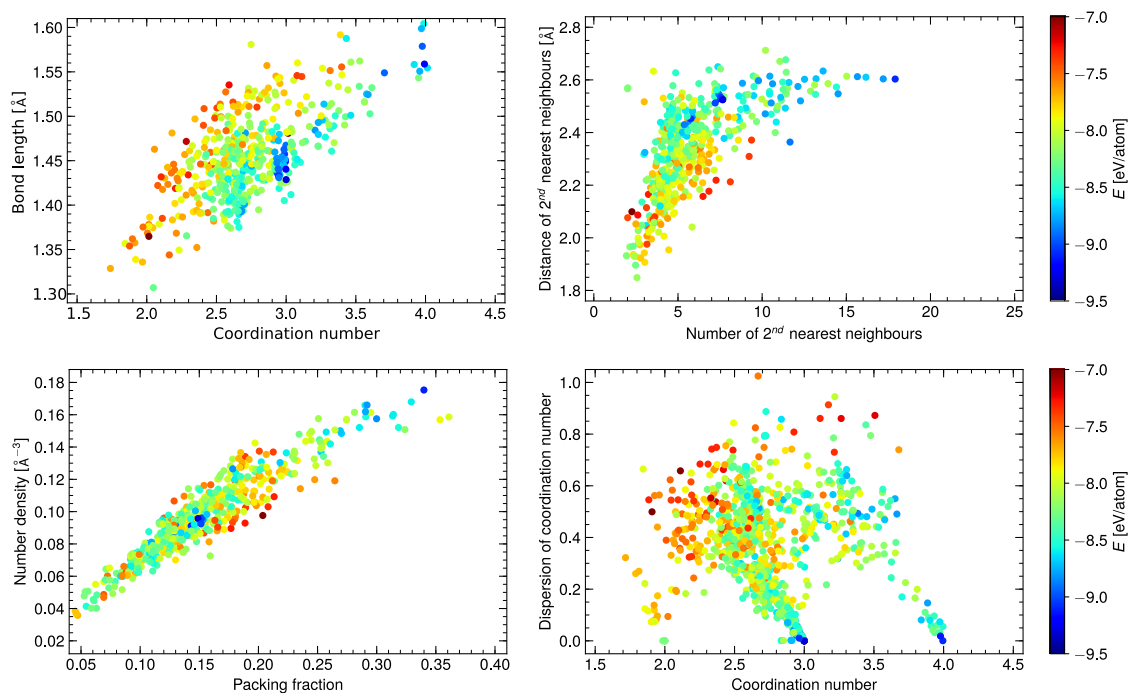 1.60
1.55
1.50
1.45
1.40
1.35
1.30
Bond length [Å]
1.5 2.0 2.5 3.0 3.5 4.0 4.5
Coordination number
2.8
2.6
2.4
2.2
2.0
1.8
Distance of 2nd nearest neighbours [Å]
0 5 10 15 20 25
Number of 2nd nearest neighbours
−7.0
−7.5
−8.0
−8.5
−9.0
−9.5
E [eV/atom]
0.18
0.16
0.14
0.12
0.10
0.08
0.06
0.04
0.02
Number density [Å−3]
0.05 0.10 0.15 0.20 0.25 0.30 0.35 0.40
Packing fraction
1.0
0.8
0.6
0.4
0.2
0.0
Dispersion of coordination number
1.5 2.0 2.5 3.0 3.5 4.0 4.5
Coordination number
−7.0
−7.5
−8.0
−8.5
−9.0
−9.5
E [eV/atom]